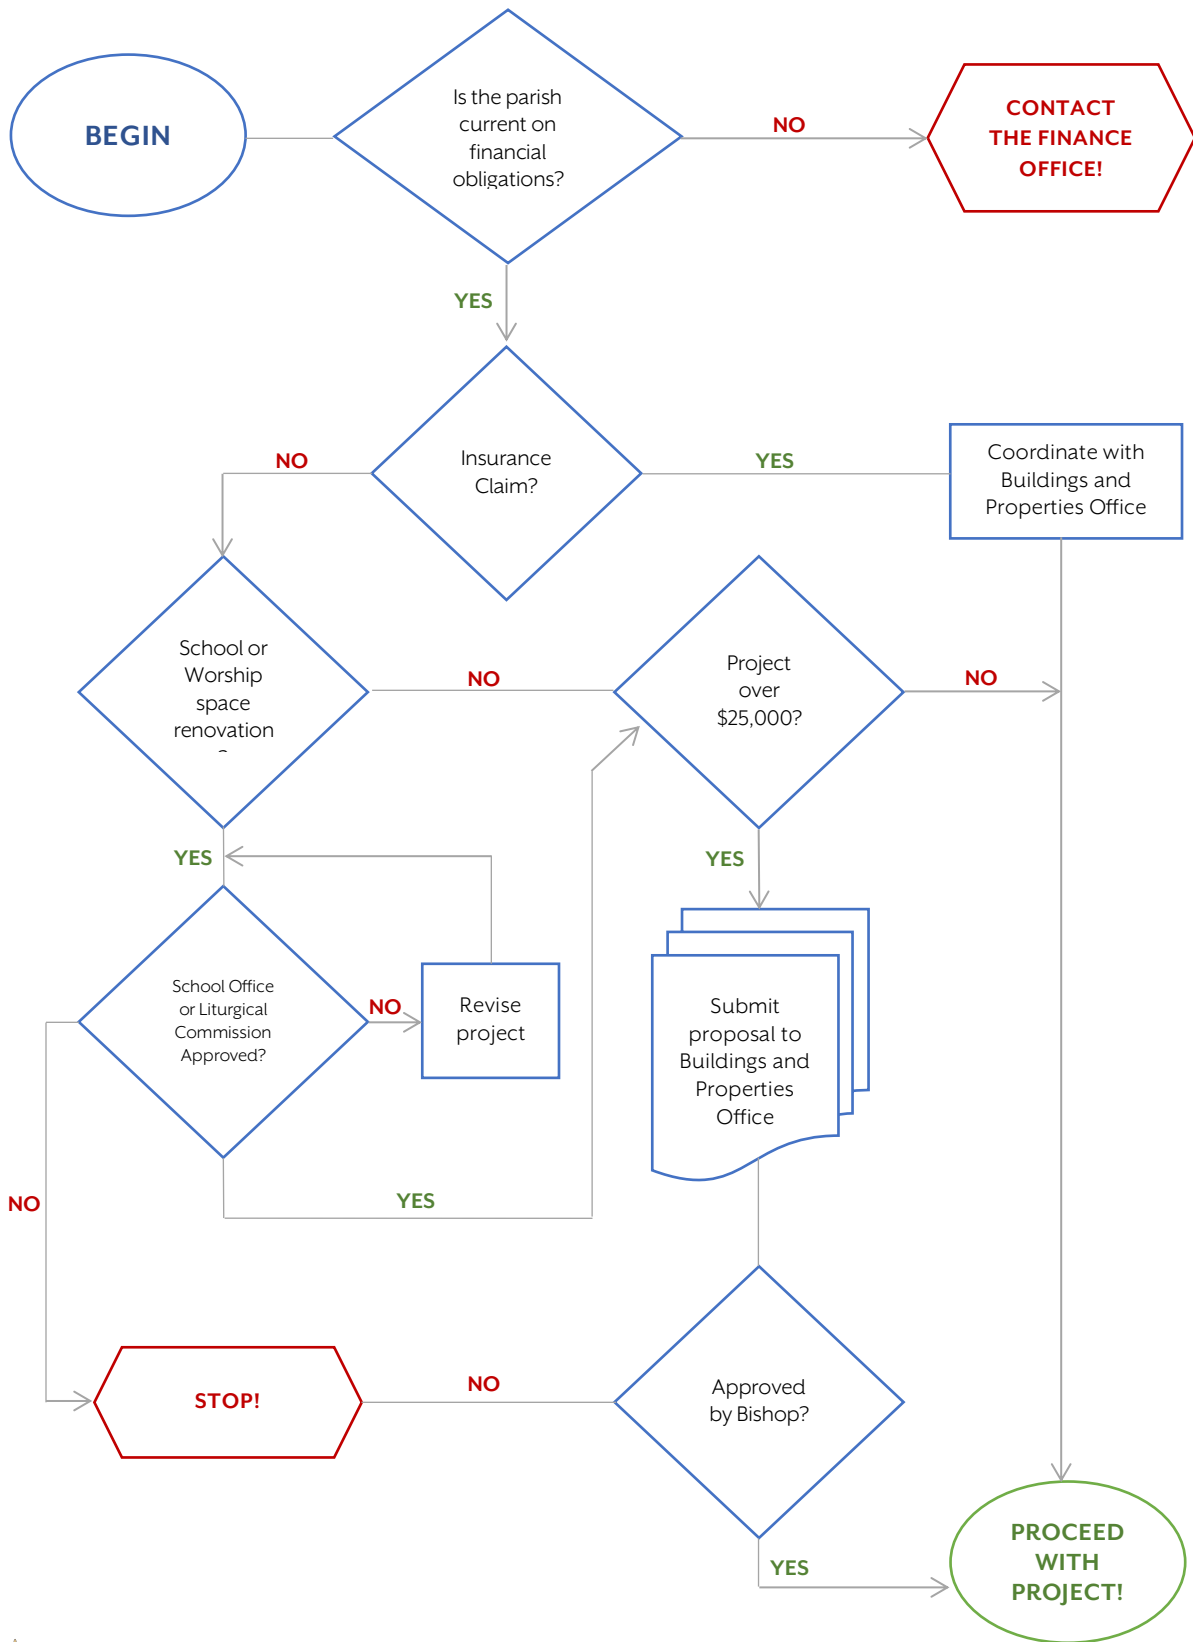 BEGIN
Is the parish
current on
financial
obligations?
NO
CONTACT
THE FINANCE
OFFICE!
YES
Insurance
Claim?
NO
YES
Coordinate with
Buildings and
Properties Office
School or
Worship
space
renovation
?
NO
Project
over
$25,000?
NO
YES
YES
School Office
or Liturgical
Commission
Approved?
NO
Revise
project
Submit
proposal to
Buildings and
Properties
Office
NO
YES
STOP!
NO
Approved
by Bishop?
YES
PROCEED
WITH
PROJECT!